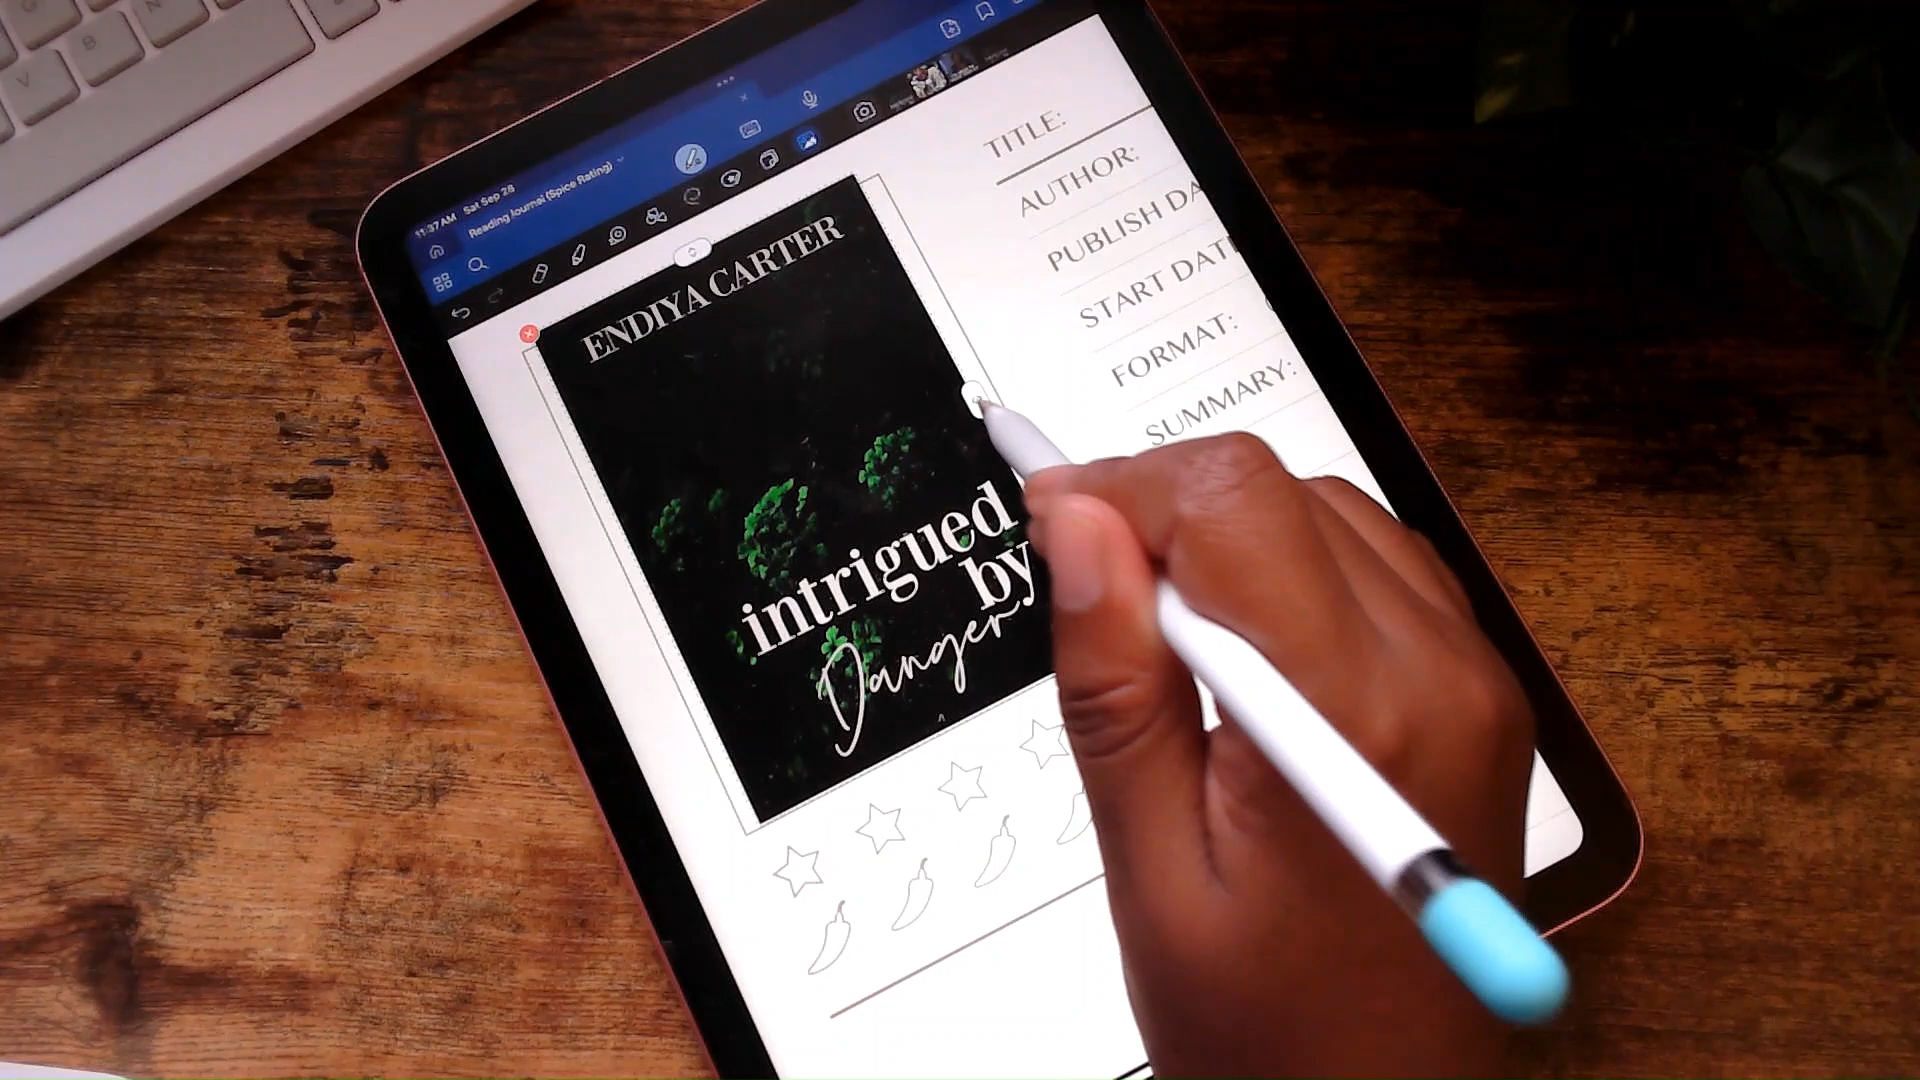 11:37 AM Sat Sep 28
Reading Journal (Spice Rating)
ENDIYA CARTER
intrigued
by
Danger
TITLE:
AUTHOR:
PUBLISH DA
START DATE
FORMAT:
SUMMARY:
V
B